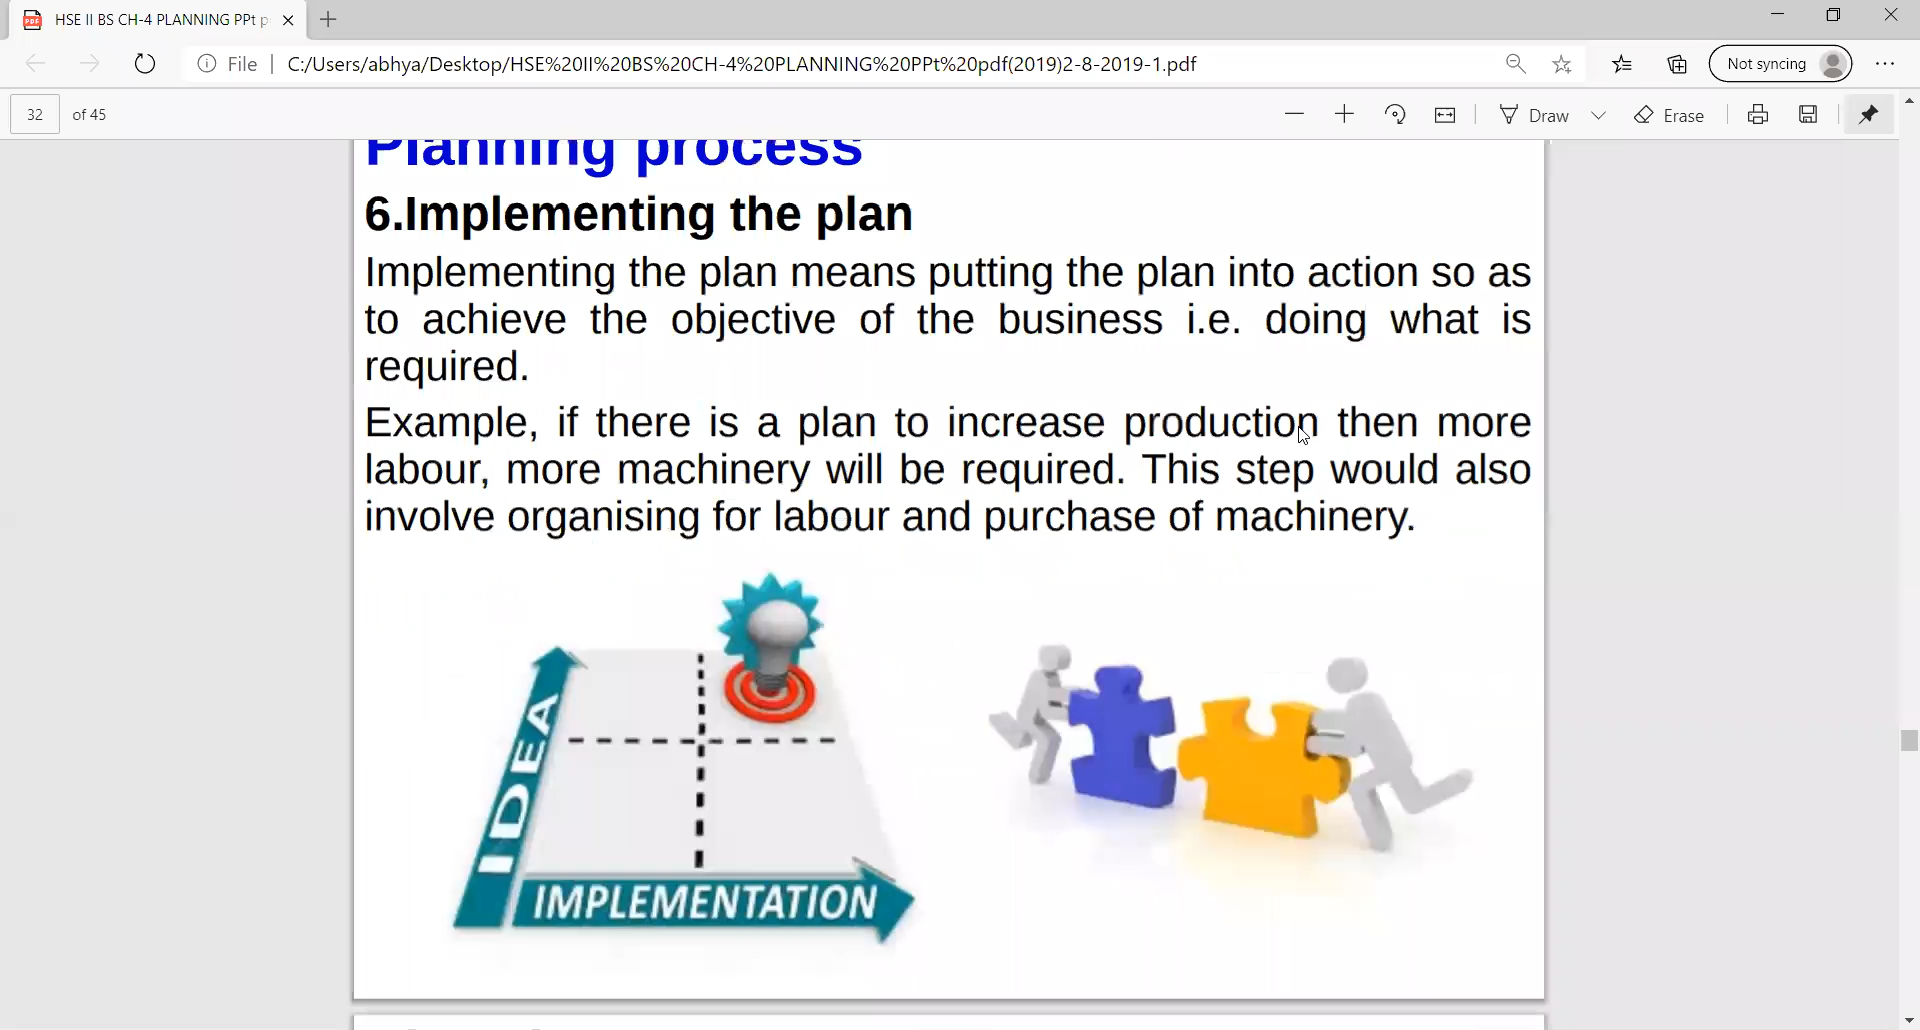 HSE II BS CH-4 PLANNING PPt p
File
C:/Users/abhya/Desktop/HSE%20II%20BS%20CH-4%20PLANNING%20PPt%20pdf(2019)2-8-2019-1.pdf
Not syncing
32 of 45
Draw
Erase
Planning process
6.Implementing the plan
Implementing the plan means putting the plan into action so as
to achieve the objective of the business i.e. doing what is
required.
Example, if there is a plan to increase production then more
labour, more machinery will be required. This step would also
involve organising for labour and purchase of machinery.
IDEA
IMPLEMENTATION